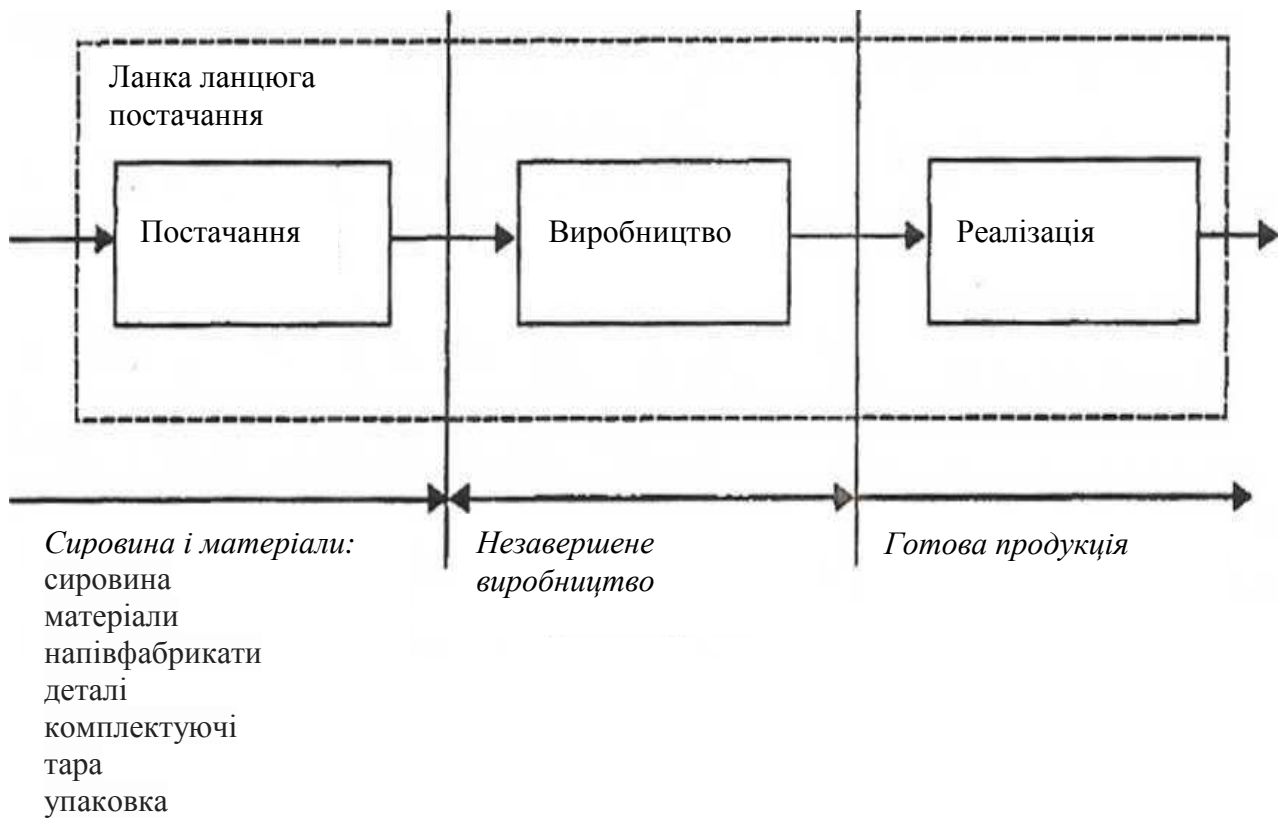 Ланка ланцюга
постачання
Постачання
Виробництво
Реалізація
Сировина і матеріали:
сировина
матеріали
напівфабрикати
деталі
комплектуючі
тара
упаковка
Незавершене
виробництво
Готова продукція